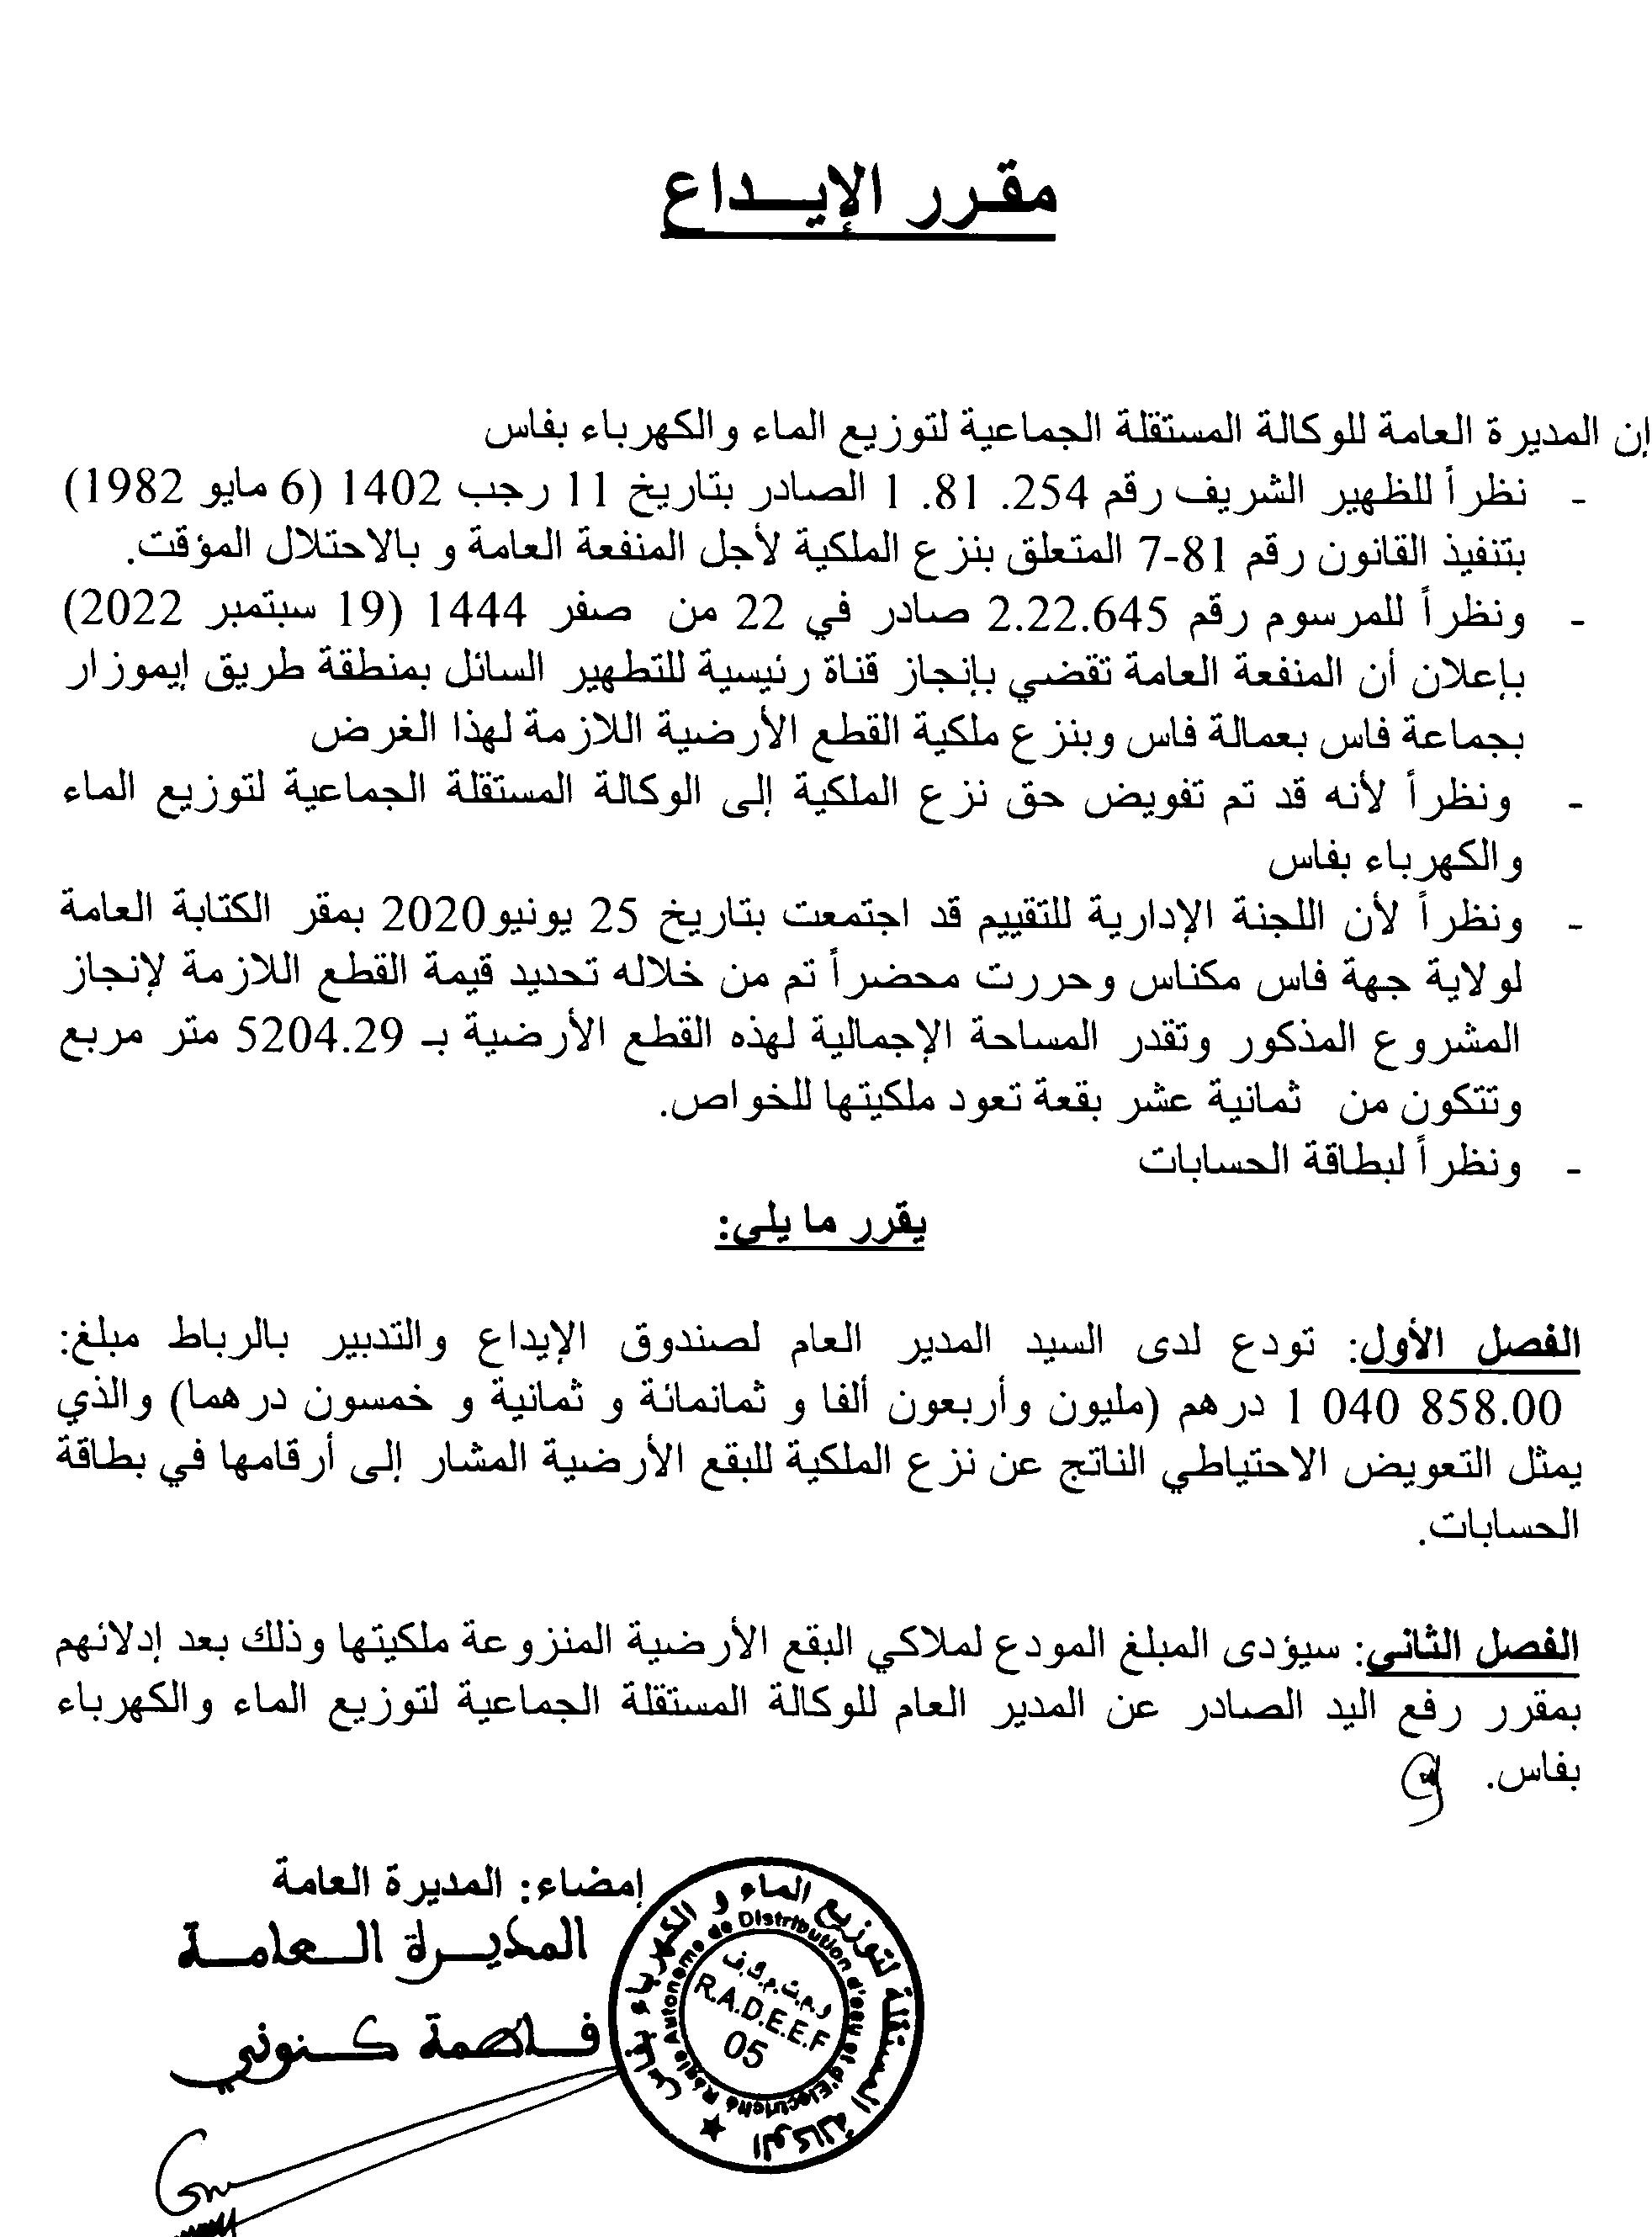 مقرر الإيداع
إن المديرة العامة للوكالة المستقلة الجماعية لتوزيع الماء والكهرباء بفاس
- نظراً للظهير الشريف رقم 254. 81. 1 الصادر بتاريخ 11 رجب 1402 (6 مايو 1982)
بتنفيذ القانون رقم 81-7 المتعلق بنزع الملكية لأجل المنفعة العامة و بالاحتلال المؤقت.
- ونظراً للمرسوم رقم 2.22.645 صادر في 22 من صفر 1444 (19 سبتمبر 2022)
بإعلان أن المنفعة العامة تقضي بإنجاز قناة رئيسية للتطهير السائل بمنطقة طريق إيموزار
بجماعة فاس بعمالة فاس وبنزع ملكية القطع الأرضية اللازمة لهذا الغرض
- ونظراً لأنه قد تم تفويض حق نزع الملكية إلى الوكالة المستقلة الجماعية لتوزيع الماء
والكهرباء بفاس
- ونظراً لأن اللجنة الإدارية للتقييم قد اجتمعت بتاريخ 25 يونيو2020 بمقر الكتابة العامة
لولاية جهة فاس مكناس وحررت محضراً تم من خلاله تحديد قيمة القطع اللازمة لإنجاز
المشروع المذكور وتقدر المساحة الإجمالية لهذه القطع الأرضية بـ 5204.29 متر مربع
وتتكون من ثمانية عشر بقعة تعود ملكيتها للخواص.
- ونظراً لبطاقة الحسابات
يقرر ما يلي:
الفصل الأول: تودع لدى السيد المدير العام لصندوق الإيداع والتدبير بالرباط مبلغ:
1 040 858.00 درهم (مليون وأربعون ألفا و ثمانمائة و ثمانية و خمسون درهما) والذي
يمثل التعويض الاحتياطي الناتج عن نزع الملكية للبقع الأرضية المشار إلى أرقامها في بطاقة
الحسابات.
الفصل الثاني: سيؤدى المبلغ المودع لملاكي البقع الأرضية المنزوعة ملكيتها وذلك بعد إدلائهم
بمقرر رفع اليد الصادر عن المدير العام للوكالة المستقلة الجماعية لتوزيع الماء والكهرباء
بفاس.
إمضاء: المديرة العامة
المديرة العامة
فاطمة كنوني
الوكالة المستقلة لتوزيع الماء و الكهرباء بفاس
Régie Autonome de Distribution d'eau et d'Electricité
و.م.ت.م.ك.ف
R.A.D.E.E.F
05